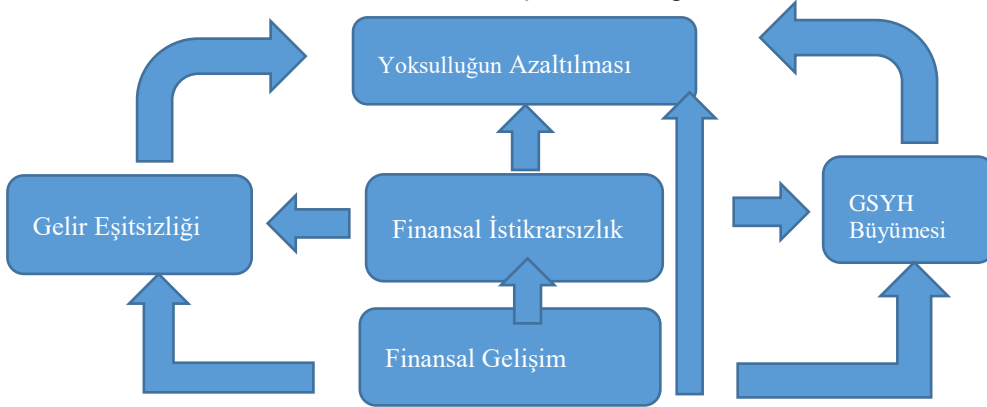 Yoksulluğun Azaltılması
Gelir Eşitsizliği
Finansal İstikrarsızlık
GSYH
Büyümesi
Finansal Gelişim